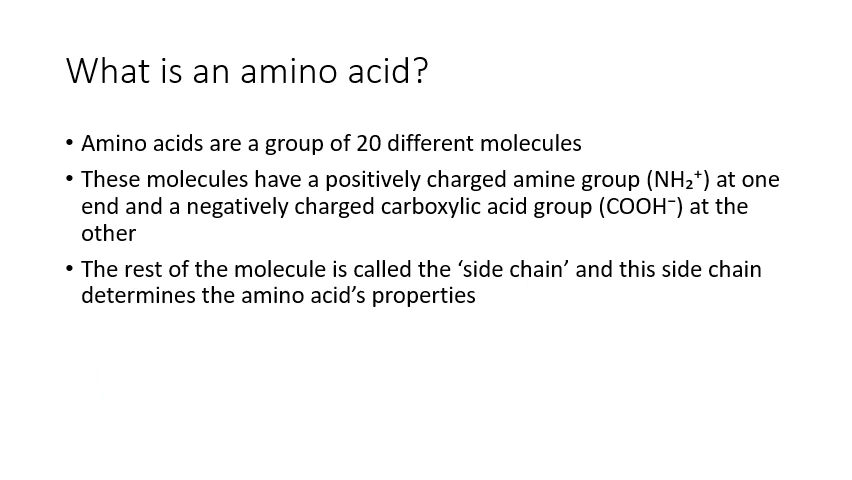 What is an amino acid?
• Amino acids are a group of 20 different molecules
• These molecules have a positively charged amine group (NH₂⁺) at one
end and a negatively charged carboxylic acid group (COOH⁻) at the
other
• The rest of the molecule is called the ‘side chain’ and this side chain
determines the amino acid’s properties